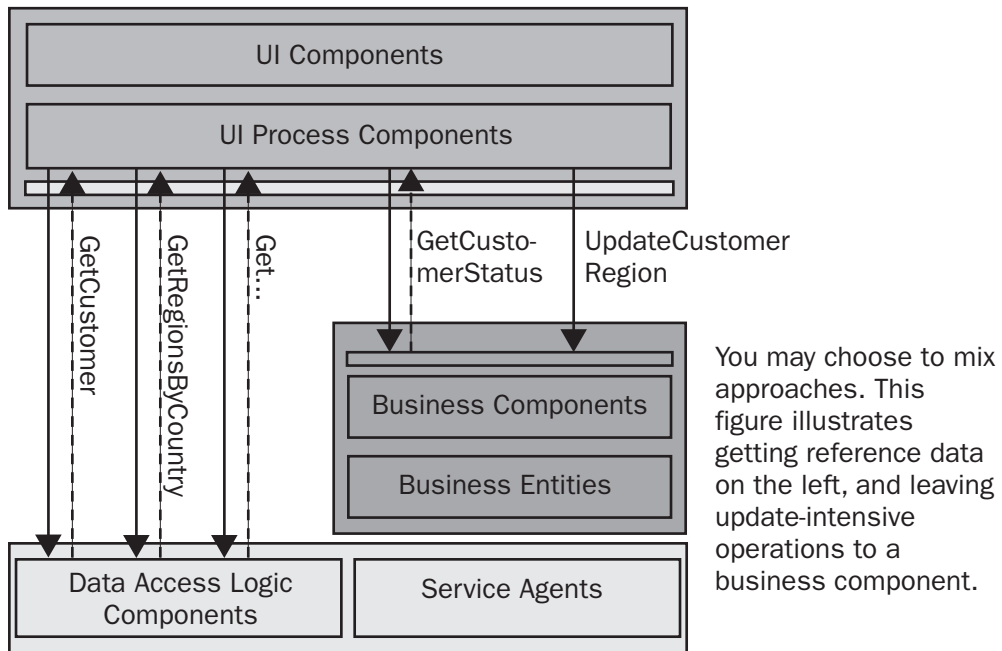 UI Components
UI Process Components
GetCustomer
GetRegionsByCountry
Get...
GetCusto-
merStatus
UpdateCustomer
Region
Business Components
Business Entities
Data Access Logic
Components
Service Agents
You may choose to mix
approaches. This
figure illustrates
getting reference data
on the left, and leaving
update-intensive
operations to a
business component.